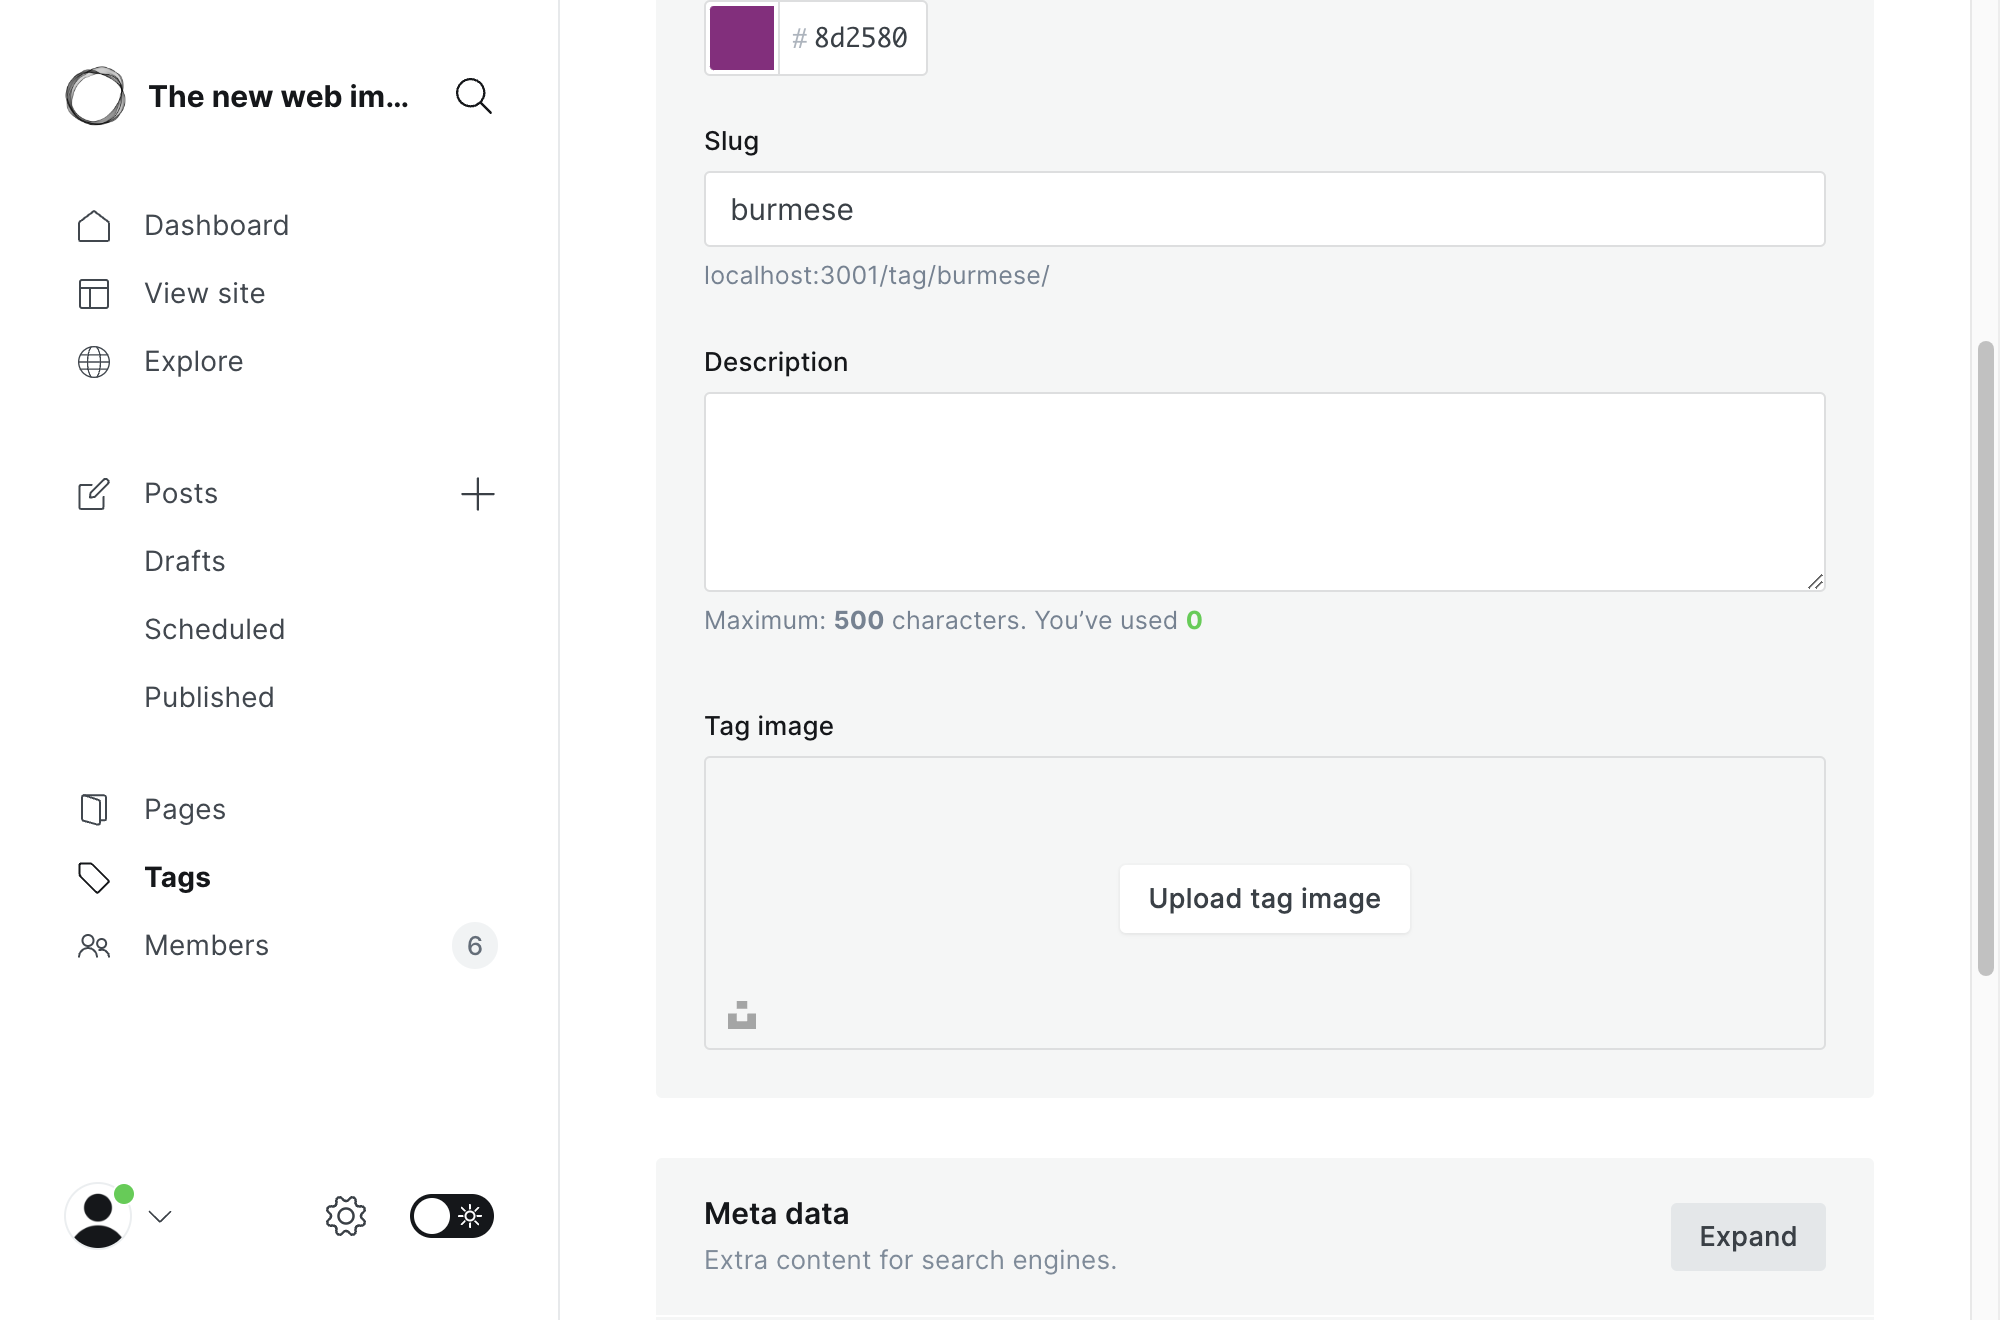 The new web im...
Dashboard
View site
Explore
Posts
Drafts
Scheduled
Published
Pages
Tags
Members 6
# 8d2580
Slug
burmese
localhost:3001/tag/burmese/
Description
Maximum: 500 characters. You’ve used 0
Tag image
Upload tag image
Meta data
Extra content for search engines.
Expand